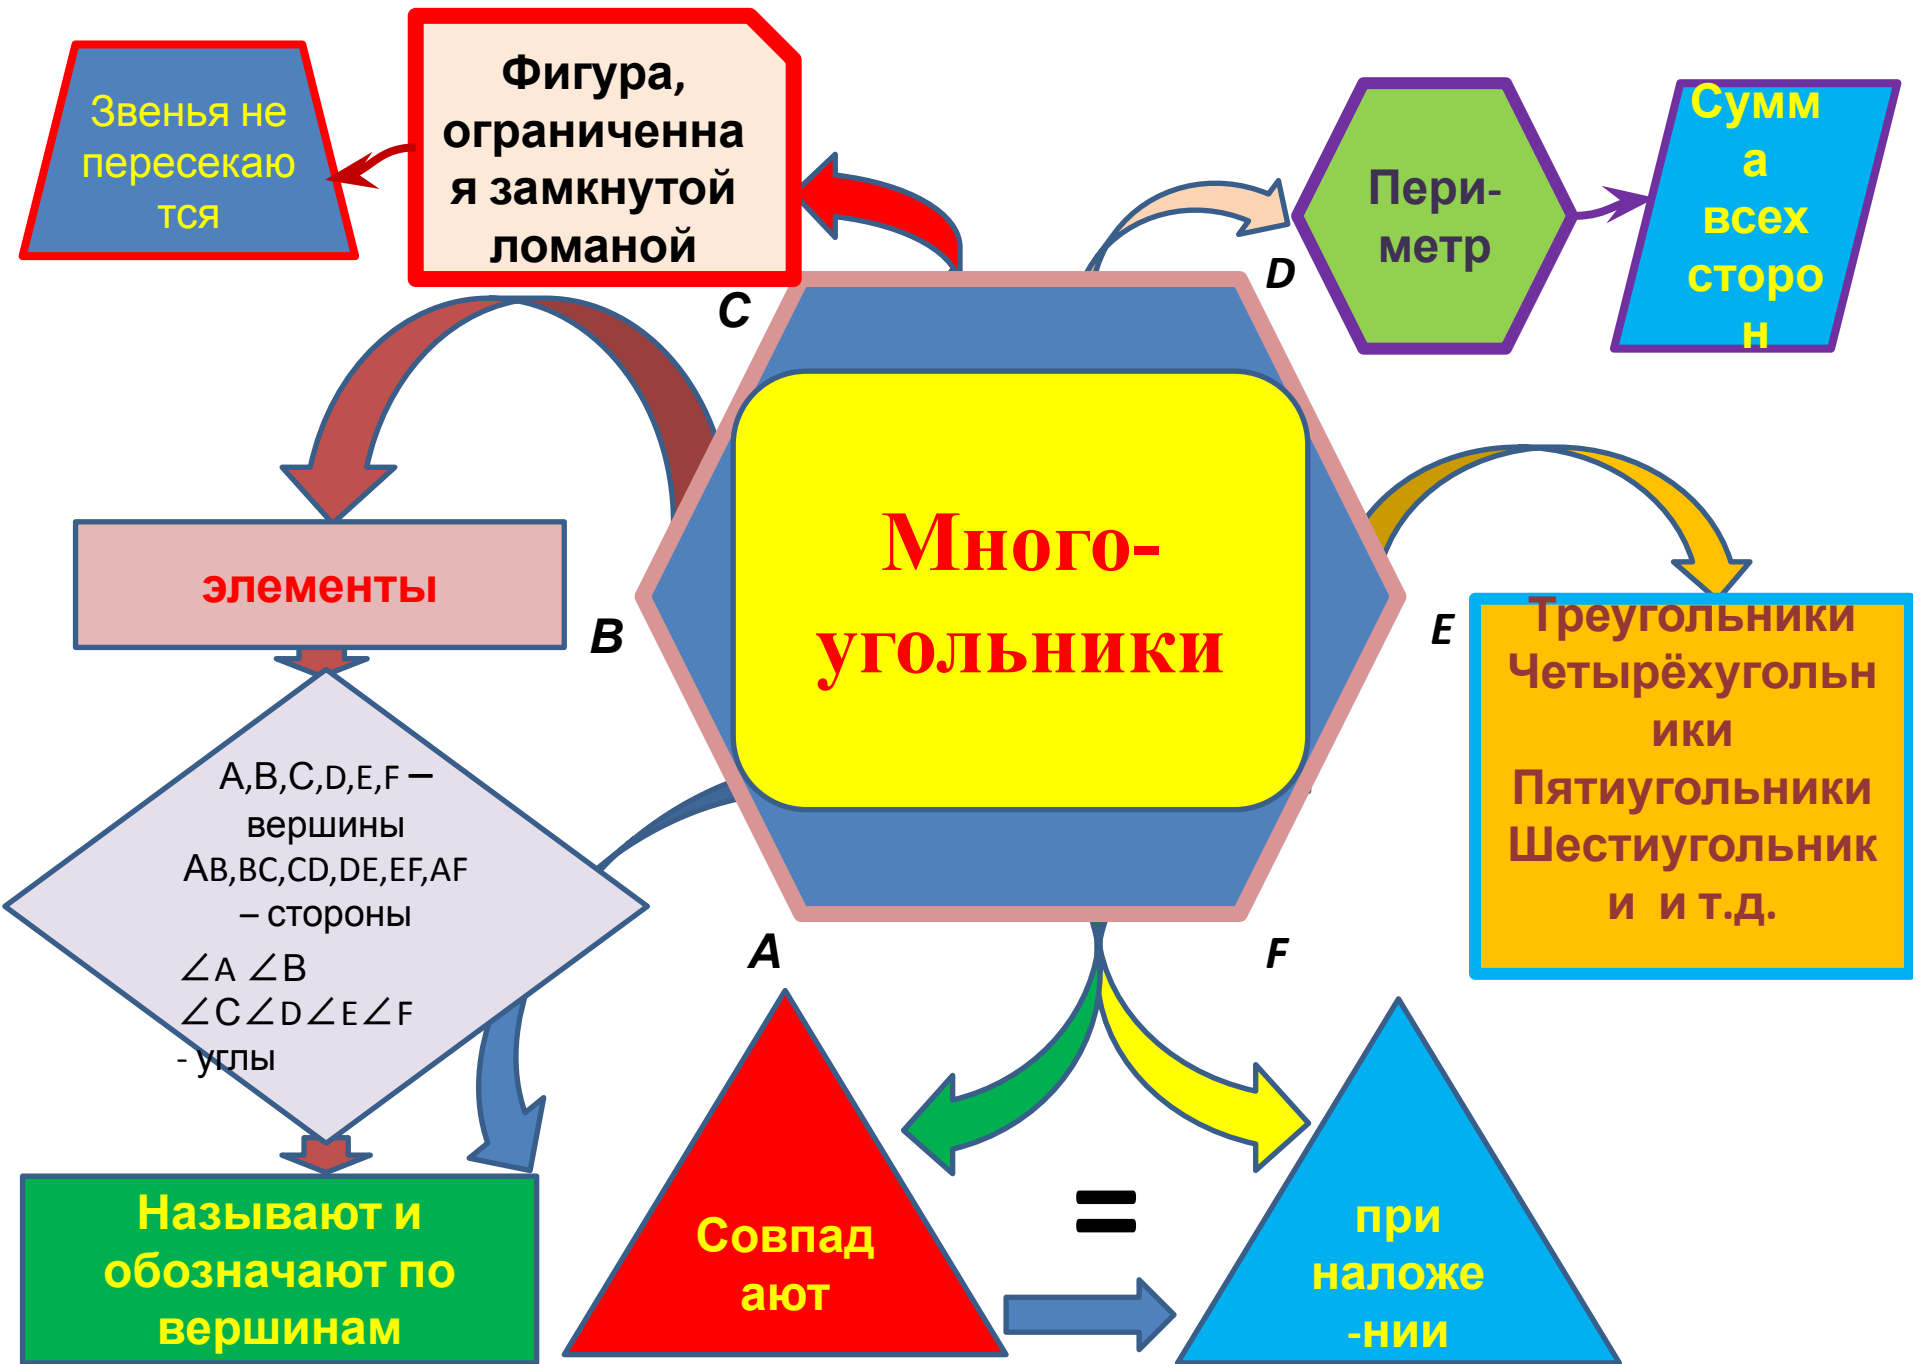 Звенья не
пересекаю
тся
Фигура,
ограниченна
я замкнутой
ломаной
Пери-
метр
Сумм
а
всех
сторо
н
C
D
Много-
угольники
элементы
B
E
Треугольники
Четырёхугольн
ики
Пятиугольники
Шестиугольник
и и т.д.
A,B,C,D,E,F –
вершины
AB,BC,CD,DE,EF,AF
– стороны
∠A ∠B
∠C∠D∠E∠F
- углы
A
F
Называют и
обозначают по
вершинам
Совпад
ают
=
при
наложе
-нии